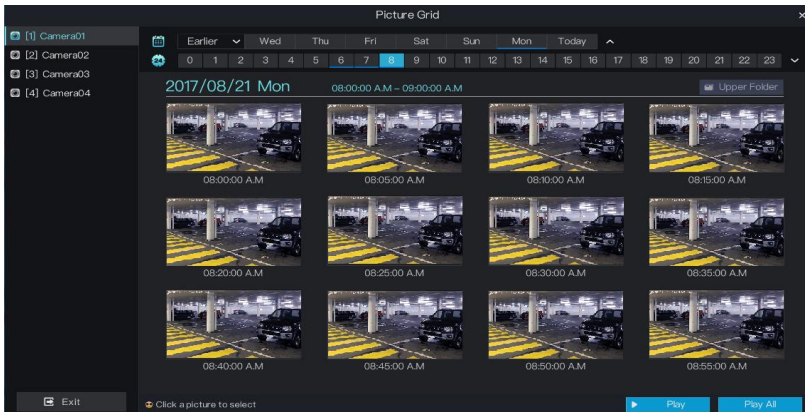 Picture Grid
[1] Camera01
[2] Camera02
[3] Camera03
[4] Camera04
Earlier Wed Thu Fri Sat Sun Mon Today
24 0 1 2 3 4 5 6 7 8 9 10 11 12 13 14 15 16 17 18 19 20 21 22 23
2017/08/21 Mon 08:00:00 A.M – 09:00:00 A.M Upper Folder
08:00:00 A.M 08:05:00 A.M 08:10:00 A.M 08:15:00 A.M
08:20:00 A.M 08:25:00 A.M 08:30:00 A.M 08:35:00 A.M
08:40:00 A.M 08:45:00 A.M 08:50:00 A.M 08:55:00 A.M
Exit Click a picture to select Play Play All